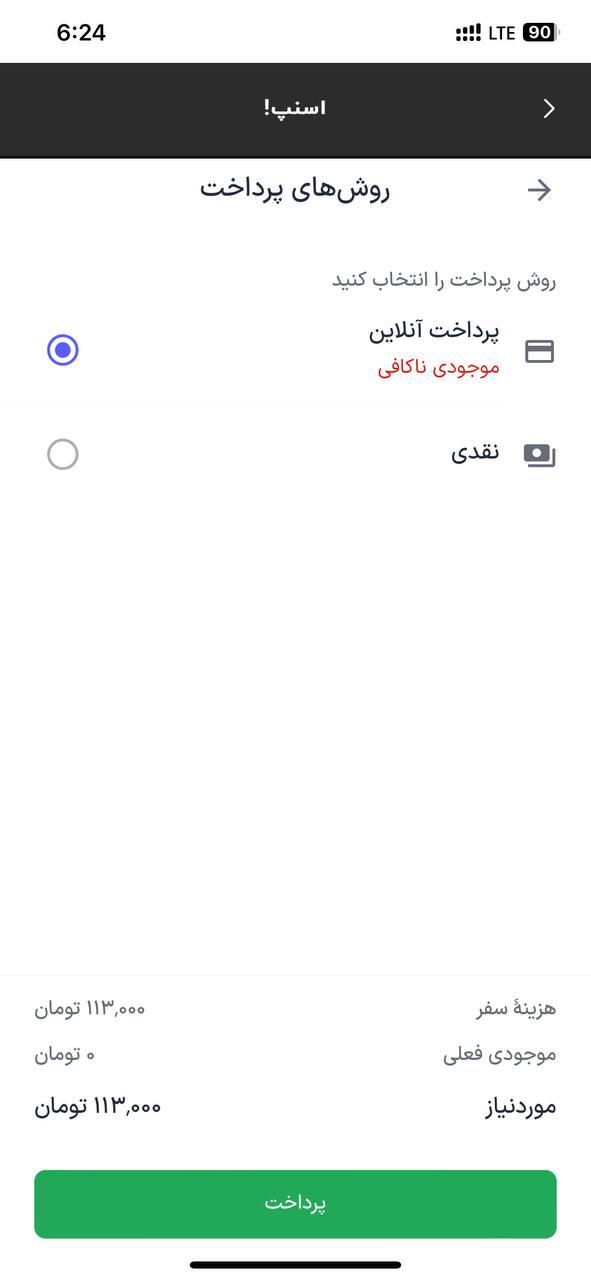 6:24
LTE 90
اسنپ!
روش‌های پرداخت
روش پرداخت را انتخاب کنید
پرداخت آنلاین
موجودی ناکافی
نقدی
هزینهٔ سفر ۱۱۳٬۰۰۰ تومان
موجودی فعلی ۰ تومان
موردنیاز ۱۱۳٬۰۰۰ تومان
پرداخت